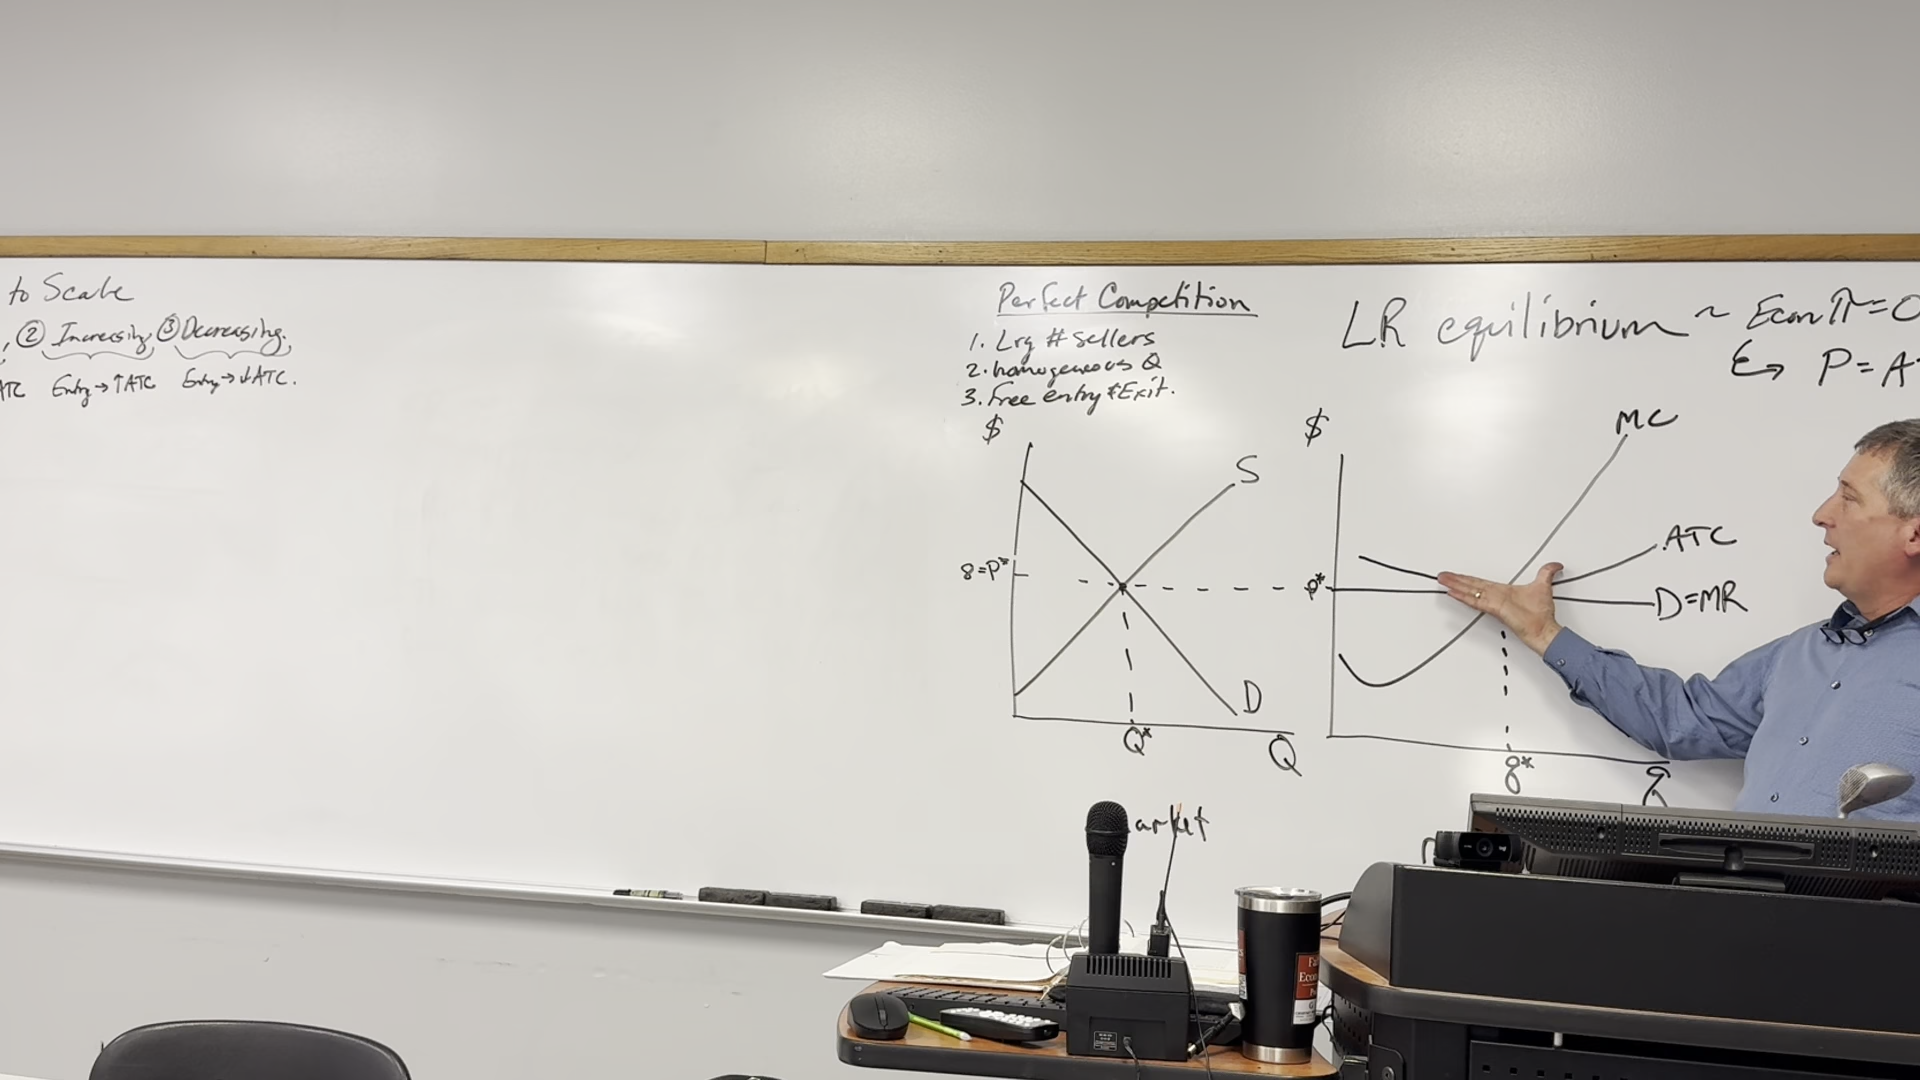 to Scale
, ② Increasing, ③ Decreasing.
ATC Entry → ↑ATC Entry → ↓ATC.
Perfect Competition
1. Lrg # Sellers
2. homogeneous Q
3. Free entry & Exit.
$
S
8=P*
D
Q*
Q
arket
LR equilibrium ~ Econ π=0
↳ P=A
$
MC
ATC
P*
D=MR
q*
q